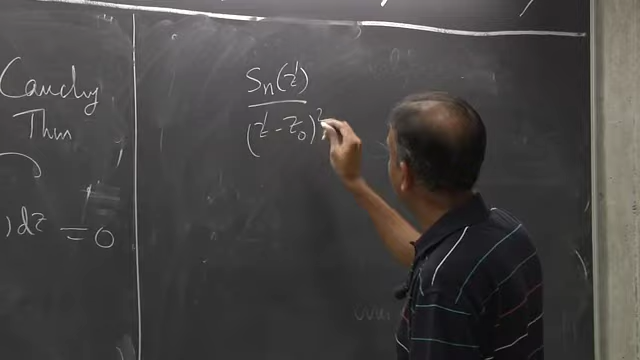 Cauchy
Thm
)dz = 0
Sn(z')
(z' - z₀)²